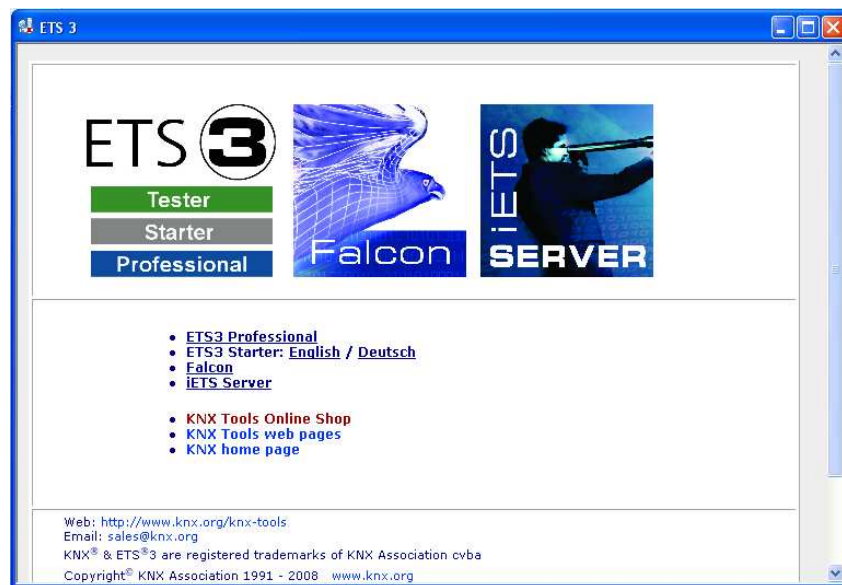 ETS 3
ETS 3
Tester
Starter
Professional
Falcon
iETS
SERVER
• ETS3 Professional
• ETS3 Starter: English / Deutsch
• Falcon
• iETS Server
• KNX Tools Online Shop
• KNX Tools web pages
• KNX home page
Web: http://www.knx.org/knx-tools
Email: sales@knx.org
KNX® & ETS®3 are registered trademarks of KNX Association cvba
Copyright© KNX Association 1991 - 2008 www.knx.org